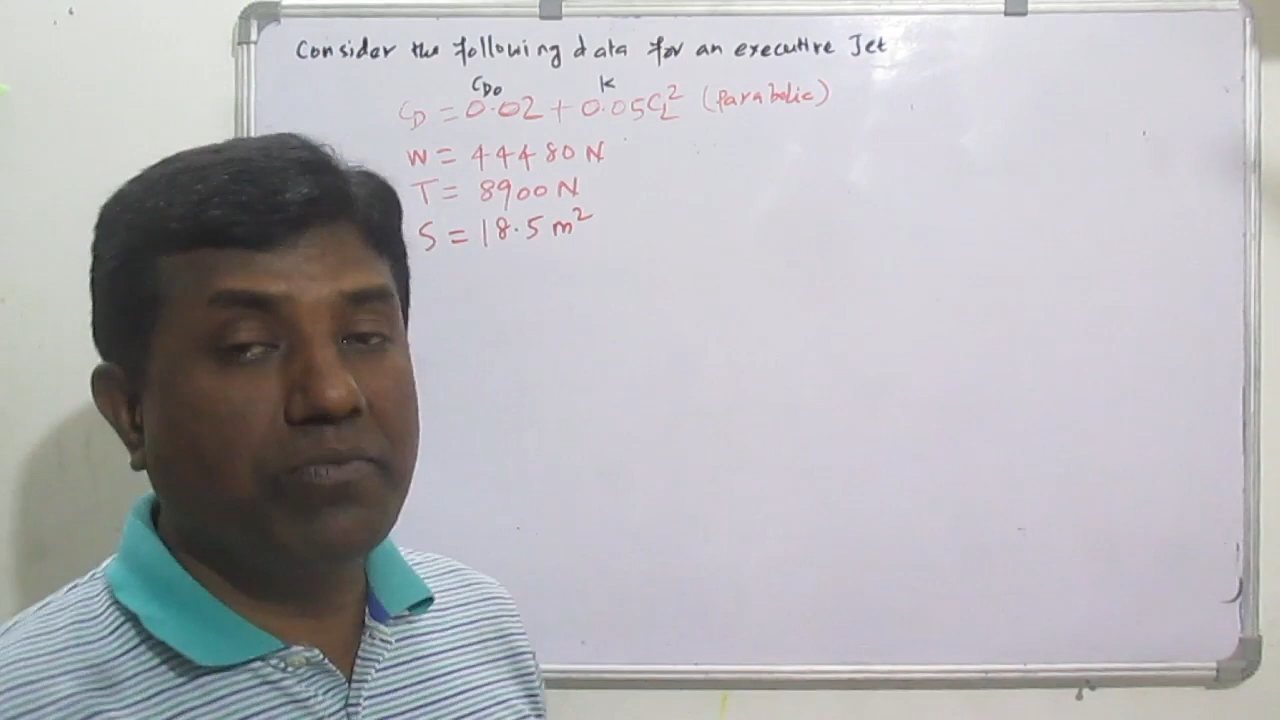 Consider the following data for an executive Jet
CD0 K
CD = 0.02 + 0.05CL² (Parabolic)
W = 44480 N
T = 8900 N
S = 18.5 m²